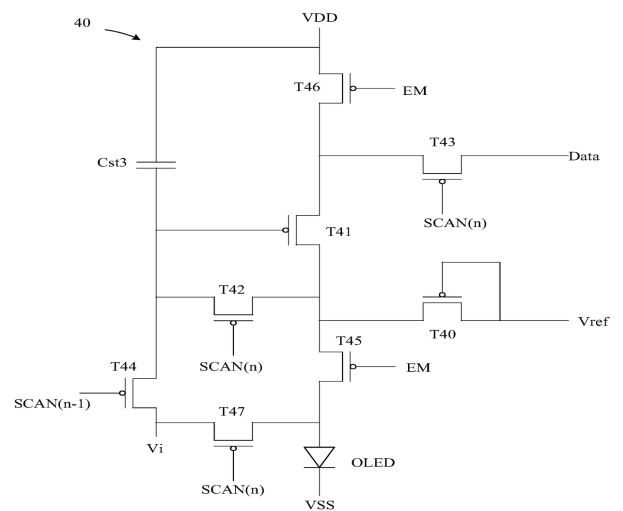 40
VDD
T46
EM
T43
Cst3
Data
SCAN(n)
T41
T42
Vref
T40
T45
T44
SCAN(n)
EM
SCAN(n-1)
T47
Vi
OLED
SCAN(n)
VSS